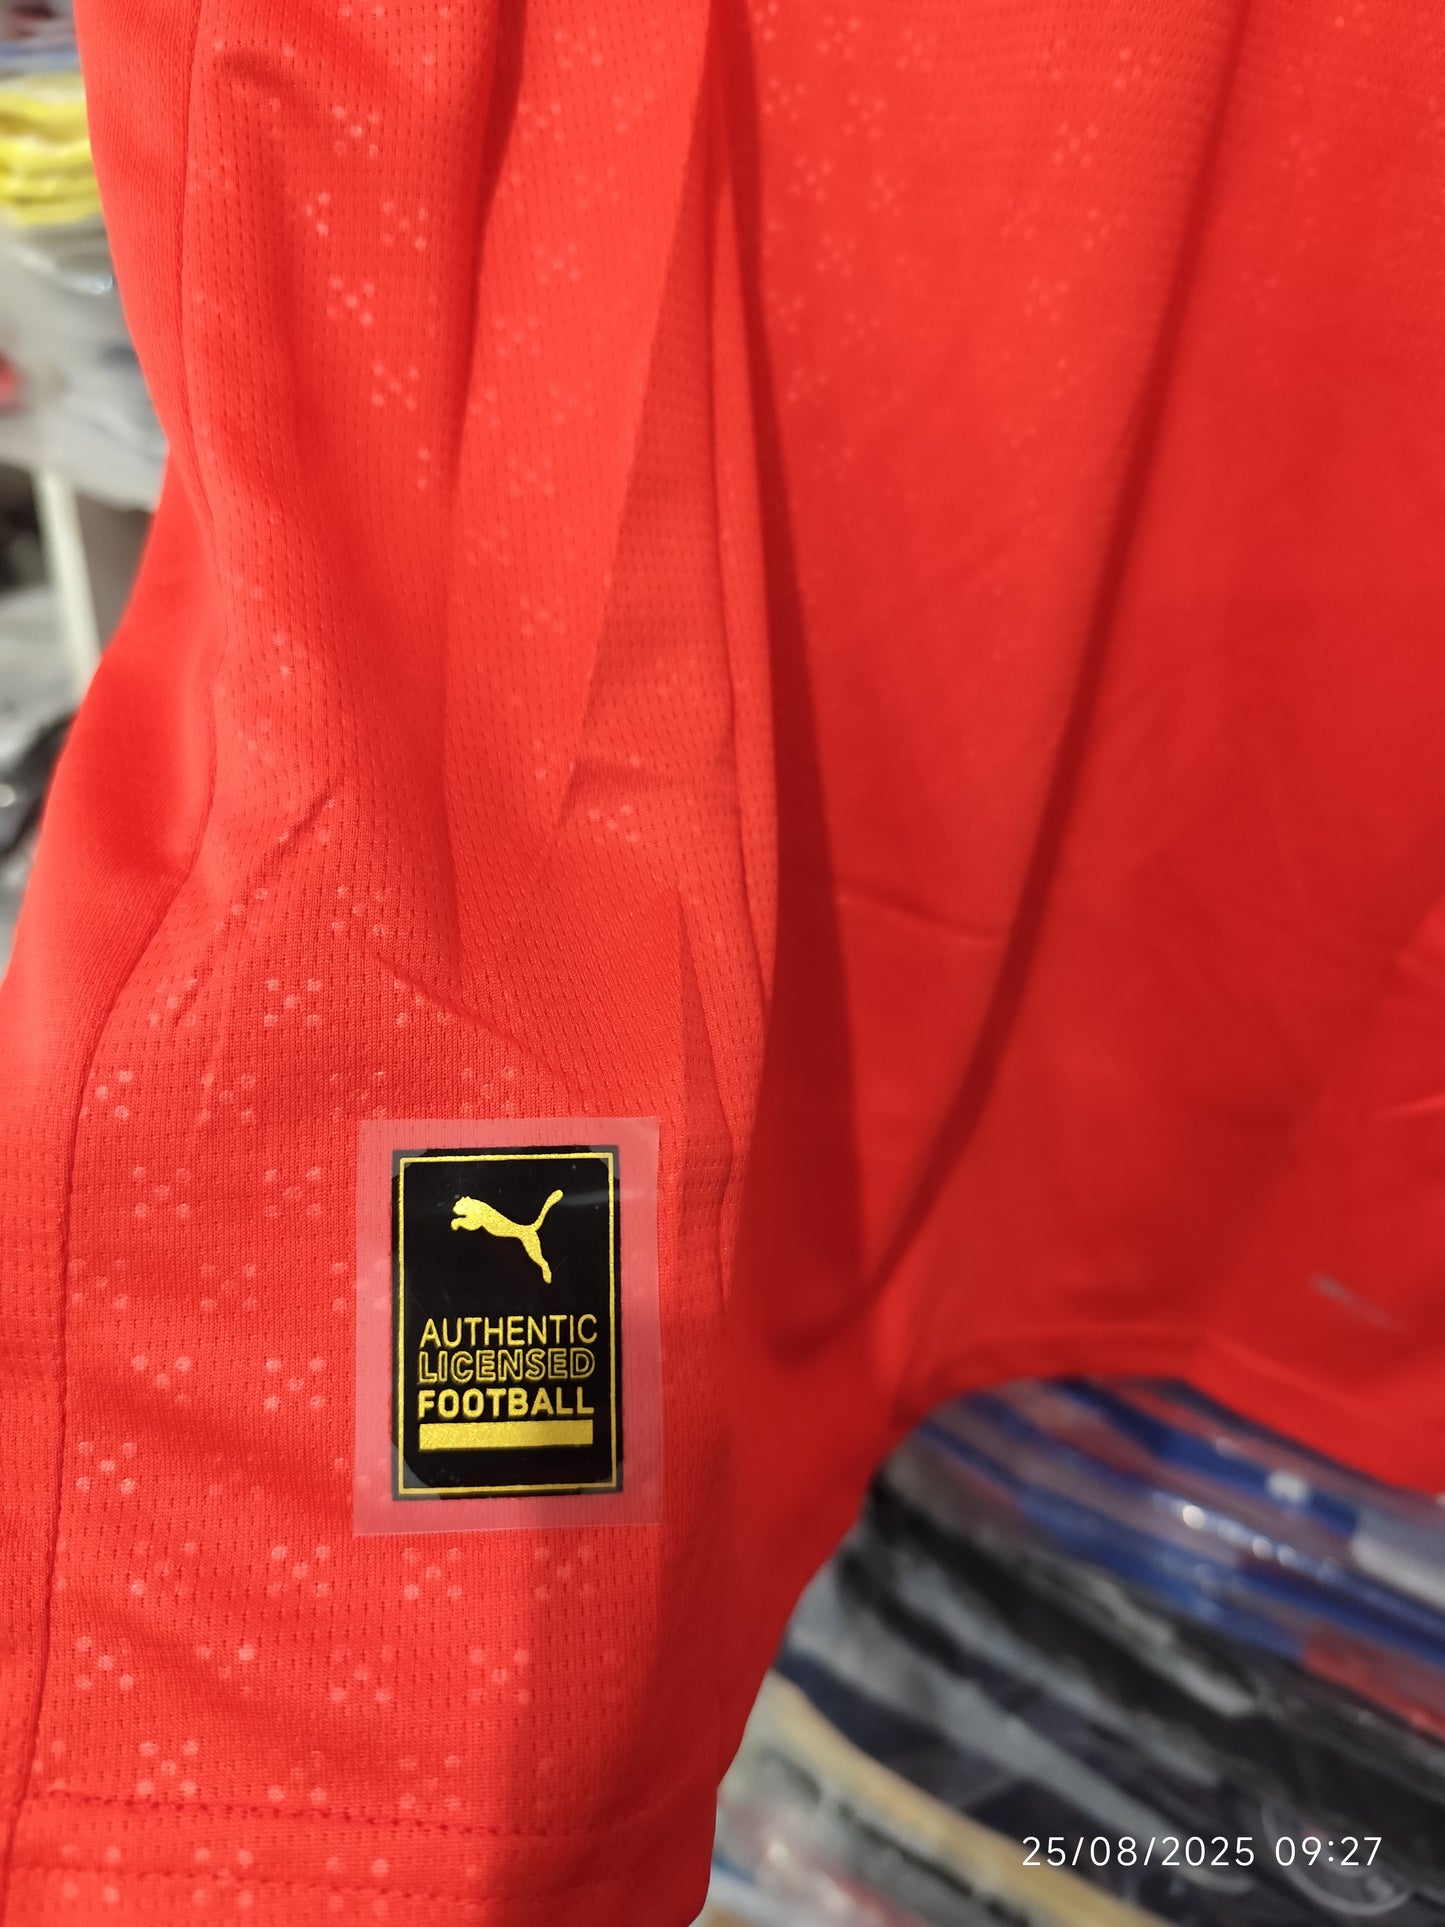 AUTHENTIC
LICENSED
FOOTBALL
25/08/2025 09:27